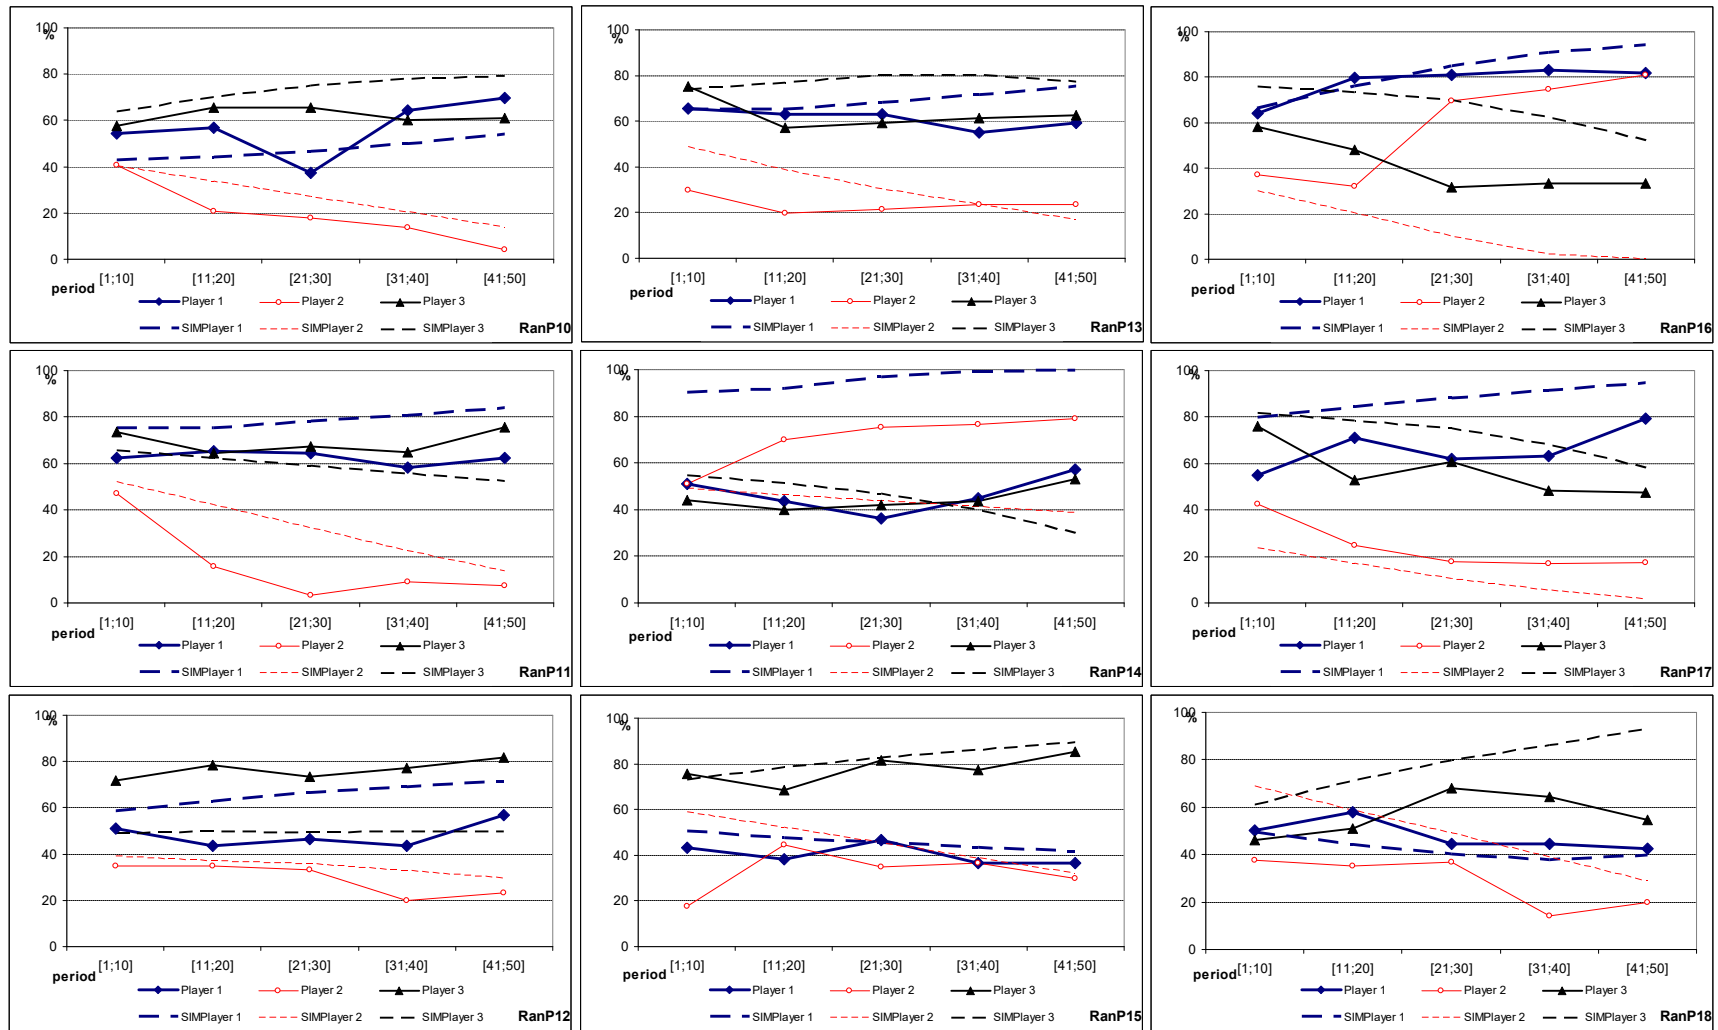 100
%
80
60
40
20
0
[1;10] [11;20] [21;30] [31;40] [41;50]
period
Player 1 Player 2 Player 3
SIMPlayer 1 SIMPlayer 2 SIMPlayer 3 RanP10
100
%
80
60
40
20
0
[1;10] [11;20] [21;30] [31;40] [41;50]
period
Player 1 Player 2 Player 3
SIMPlayer 1 SIMPlayer 2 SIMPlayer 3 RanP13
100
%
80
60
40
20
0
[1;10] [11;20] [21;30] [31;40] [41;50]
period
Player 1 Player 2 Player 3
SIMPlayer 1 SIMPlayer 2 SIMPlayer 3 RanP16
100
%
80
60
40
20
0
[1;10] [11;20] [21;30] [31;40] [41;50]
period
Player 1 Player 2 Player 3
SIMPlayer 1 SIMPlayer 2 SIMPlayer 3 RanP11
100
%
80
60
40
20
0
[1;10] [11;20] [21;30] [31;40] [41;50]
period
Player 1 Player 2 Player 3
SIMPlayer 1 SIMPlayer 2 SIMPlayer 3 RanP14
100
%
80
60
40
20
0
[1;10] [11;20] [21;30] [31;40] [41;50]
period
Player 1 Player 2 Player 3
SIMPlayer 1 SIMPlayer 2 SIMPlayer 3 RanP17
100
%
80
60
40
20
0
[1;10] [11;20] [21;30] [31;40] [41;50]
period
Player 1 Player 2 Player 3
SIMPlayer 1 SIMPlayer 2 SIMPlayer 3 RanP12
100
%
80
60
40
20
0
[1;10] [11;20] [21;30] [31;40] [41;50]
period
Player 1 Player 2 Player 3
SIMPlayer 1 SIMPlayer 2 SIMPlayer 3 RanP15
100
%
80
60
40
20
0
[1;10] [11;20] [21;30] [31;40] [41;50]
period
Player 1 Player 2 Player 3
SIMPlayer 1 SIMPlayer 2 SIMPlayer 3 RanP18